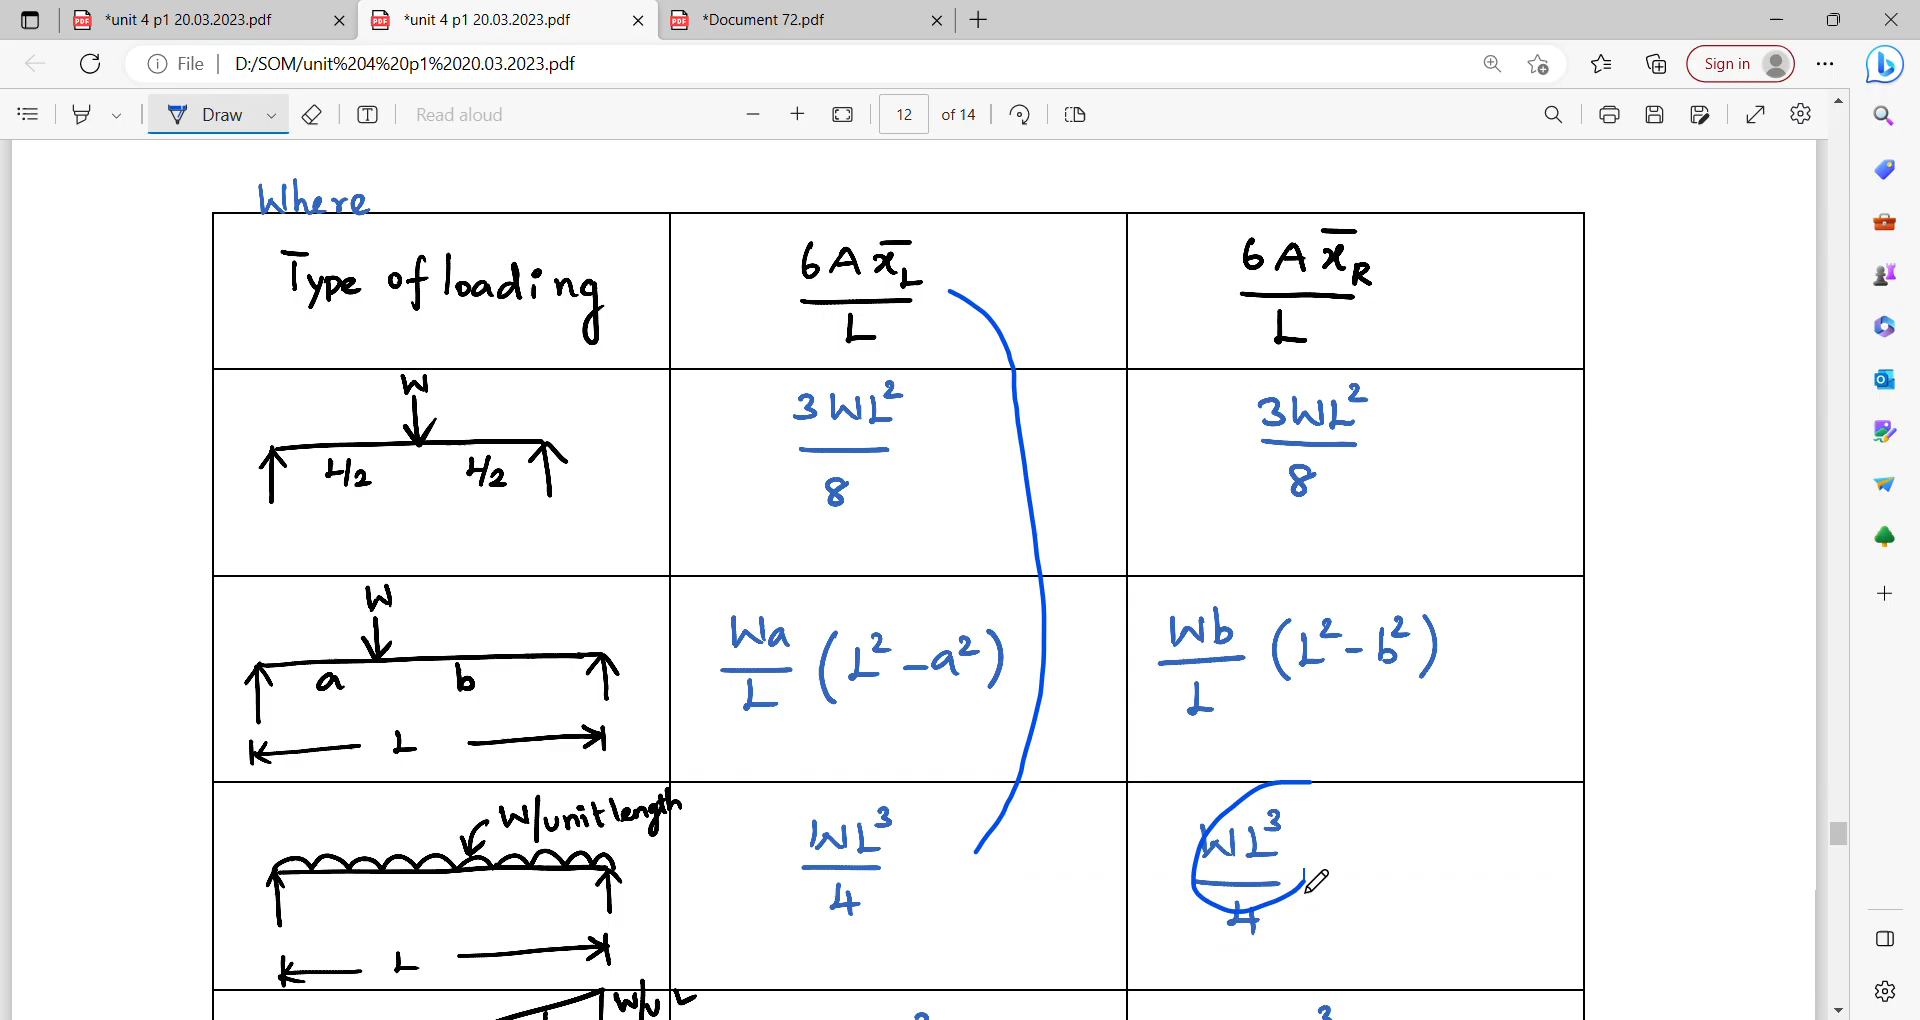 *unit 4 p1 20.03.2023.pdf
*unit 4 p1 20.03.2023.pdf
*Document 72.pdf
File
D:/SOM/unit%204%20p1%2020.03.2023.pdf
Sign in
Draw
Read aloud
12 of 14
Where
Type of loading
6Ax̄L/L
6Ax̄R/L
W
L/2 L/2
3WL²/8
3WL²/8
W
a b
L
Wa/L (L²-a²)
Wb/L (L²-b²)
W/unit length
L
WL³/4
WL³/4